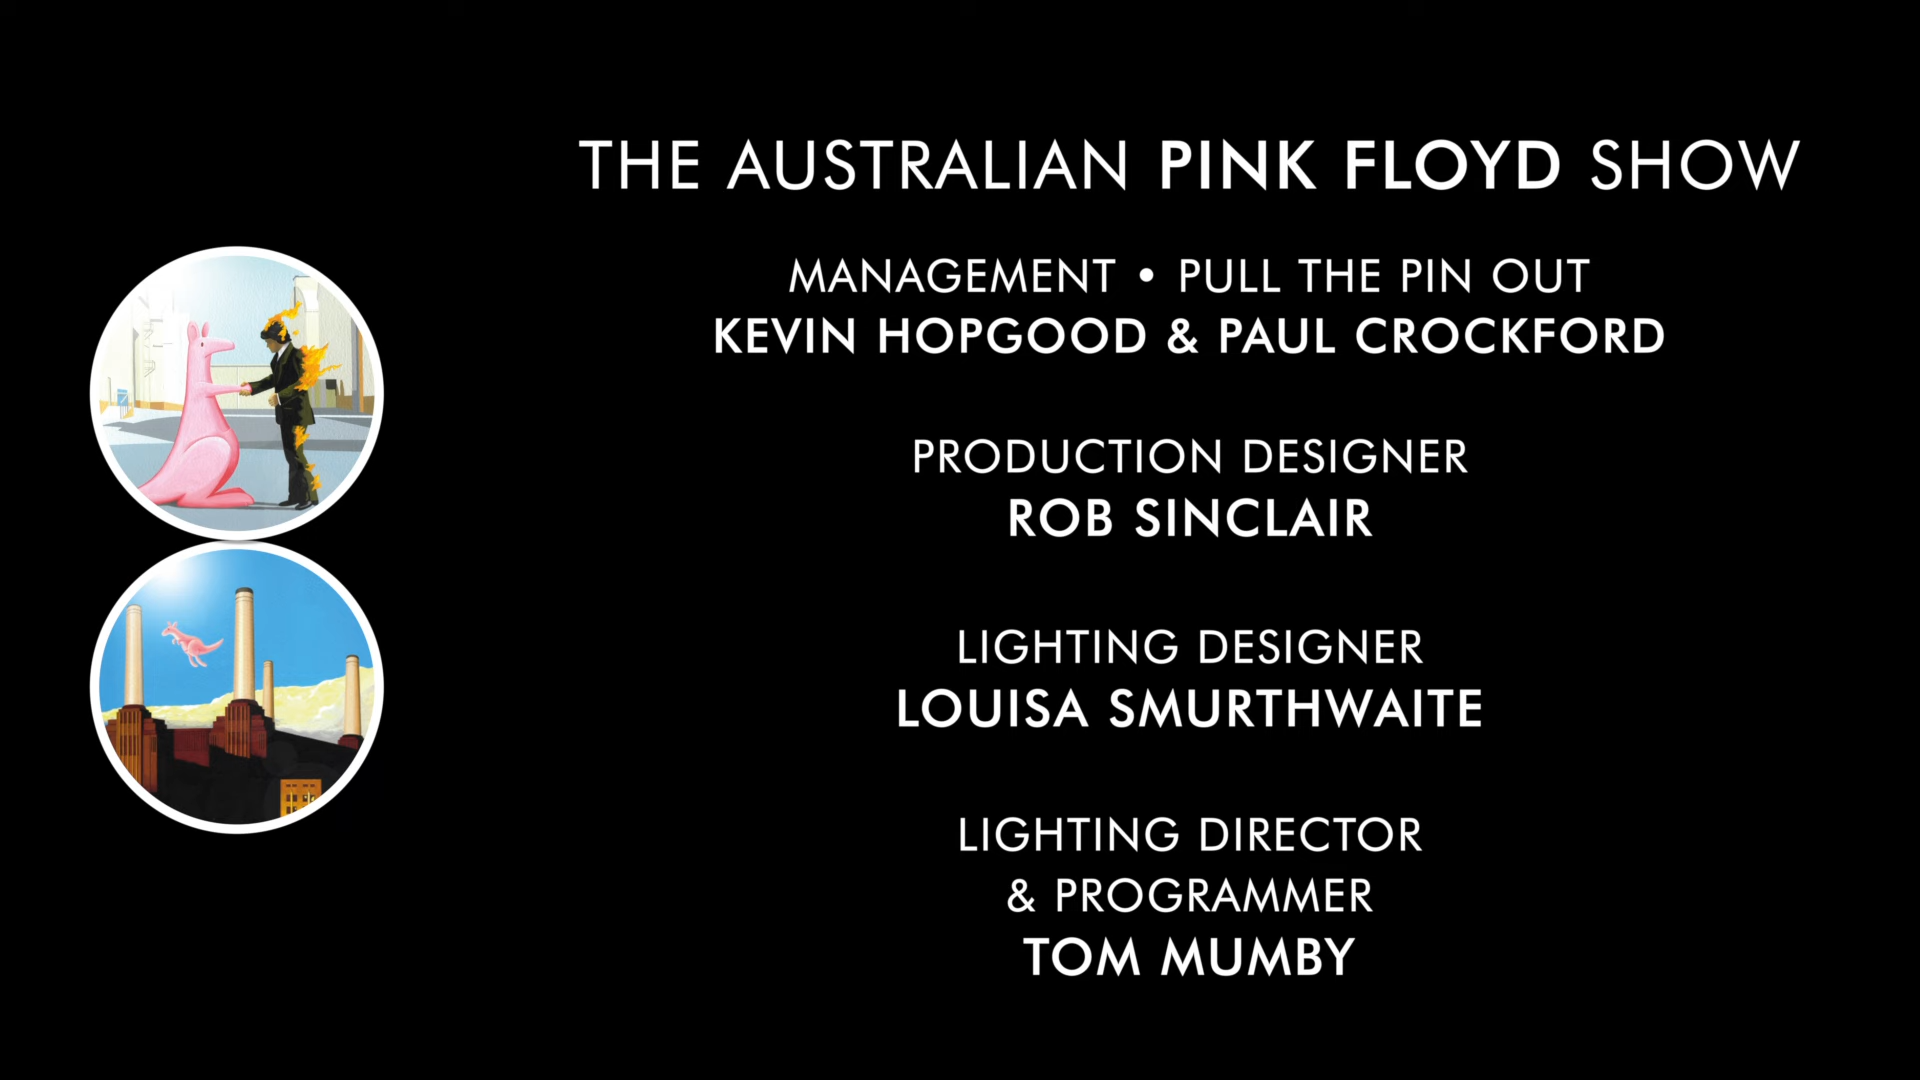 THE AUSTRALIAN PINK FLOYD SHOW
MANAGEMENT • PULL THE PIN OUT
KEVIN HOPGOOD & PAUL CROCKFORD
PRODUCTION DESIGNER
ROB SINCLAIR
LIGHTING DESIGNER
LOUISA SMURTHWAITE
LIGHTING DIRECTOR
& PROGRAMMER
TOM MUMBY